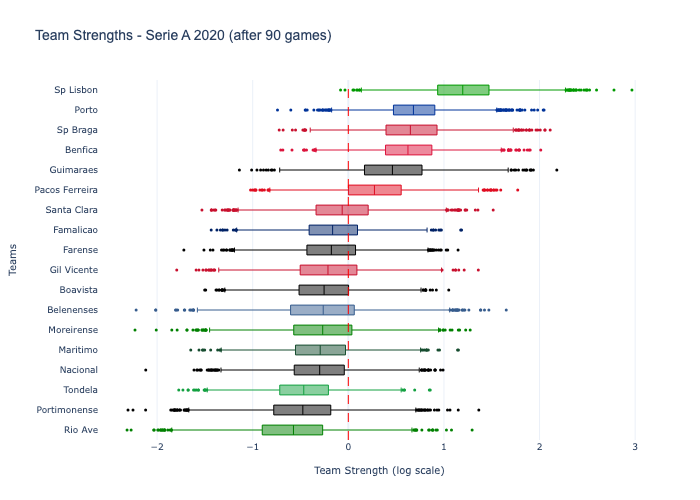 Team Strengths - Serie A 2020 (after 90 games)
Sp Lisbon
Porto
Sp Braga
Benfica
Guimaraes
Pacos Ferreira
Santa Clara
Famalicao
Farense
Gil Vicente
Boavista
Belenenses
Moreirense
Maritimo
Nacional
Tondela
Portimonense
Rio Ave
Teams
−2 −1 0 1 2 3
Team Strength (log scale)